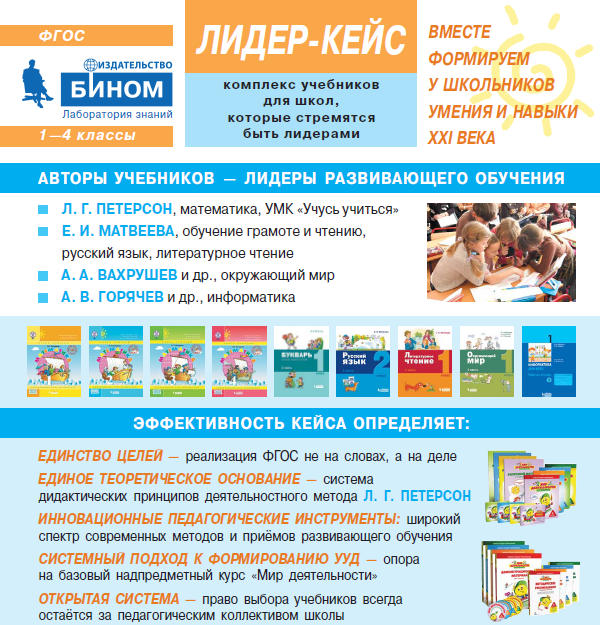 ФГОС
ИЗДАТЕЛЬСТВО
БИНОМ
Лаборатория знаний
1—4 классы
ЛИДЕР-КЕЙС
комплекс учебников
для школ,
которые стремятся
быть лидерами
ВМЕСТЕ
ФОРМИРУЕМ
У ШКОЛЬНИКОВ
УМЕНИЯ И НАВЫКИ
XXI ВЕКА
АВТОРЫ УЧЕБНИКОВ — ЛИДЕРЫ РАЗВИВАЮЩЕГО ОБУЧЕНИЯ
Л. Г. ПЕТЕРСОН, математика, УМК «Учусь учиться»
Е. И. МАТВЕЕВА, обучение грамоте и чтению,
русский язык, литературное чтение
А. А. ВАХРУШЕВ и др., окружающий мир
А. В. ГОРЯЧЕВ и др., информатика
БУКВАРЬ 1
Русский
язык 2
Литературное
чтение 1
Окружающий
мир 1
1
ИНФОРМАТИКА
ЭФФЕКТИВНОСТЬ КЕЙСА ОПРЕДЕЛЯЕТ:
ЕДИНСТВО ЦЕЛЕЙ — реализация ФГОС не на словах, а на деле
ЕДИНОЕ ТЕОРЕТИЧЕСКОЕ ОСНОВАНИЕ — система
дидактических принципов деятельностного метода Л. Г. ПЕТЕРСОН
ИННОВАЦИОННЫЕ ПЕДАГОГИЧЕСКИЕ ИНСТРУМЕНТЫ: широкий
спектр современных методов и приёмов развивающего обучения
СИСТЕМНЫЙ ПОДХОД К ФОРМИРОВАНИЮ УУД — опора
на базовый надпредметный курс «Мир деятельности»
ОТКРЫТАЯ СИСТЕМА — право выбора учебников всегда
остаётся за педагогическим коллективом школы